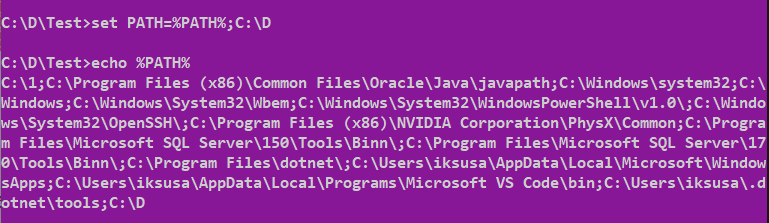 C:\D\Test>set PATH=%PATH%;C:\D
C:\D\Test>echo %PATH%
C:\1;C:\Program Files (x86)\Common Files\Oracle\Java\javapath;C:\Windows\system32;C:\
Windows;C:\Windows\System32\Wbem;C:\Windows\System32\WindowsPowerShell\v1.0\;C:\Windo
ws\System32\OpenSSH\;C:\Program Files (x86)\NVIDIA Corporation\PhysX\Common;C:\Progra
m Files\Microsoft SQL Server\150\Tools\Binn\;C:\Program Files\Microsoft SQL Server\17
0\Tools\Binn\;C:\Program Files\dotnet\;C:\Users\iksusa\AppData\Local\Microsoft\Window
sApps;C:\Users\iksusa\AppData\Local\Programs\Microsoft VS Code\bin;C:\Users\iksusa\.d
otnet\tools;C:\D